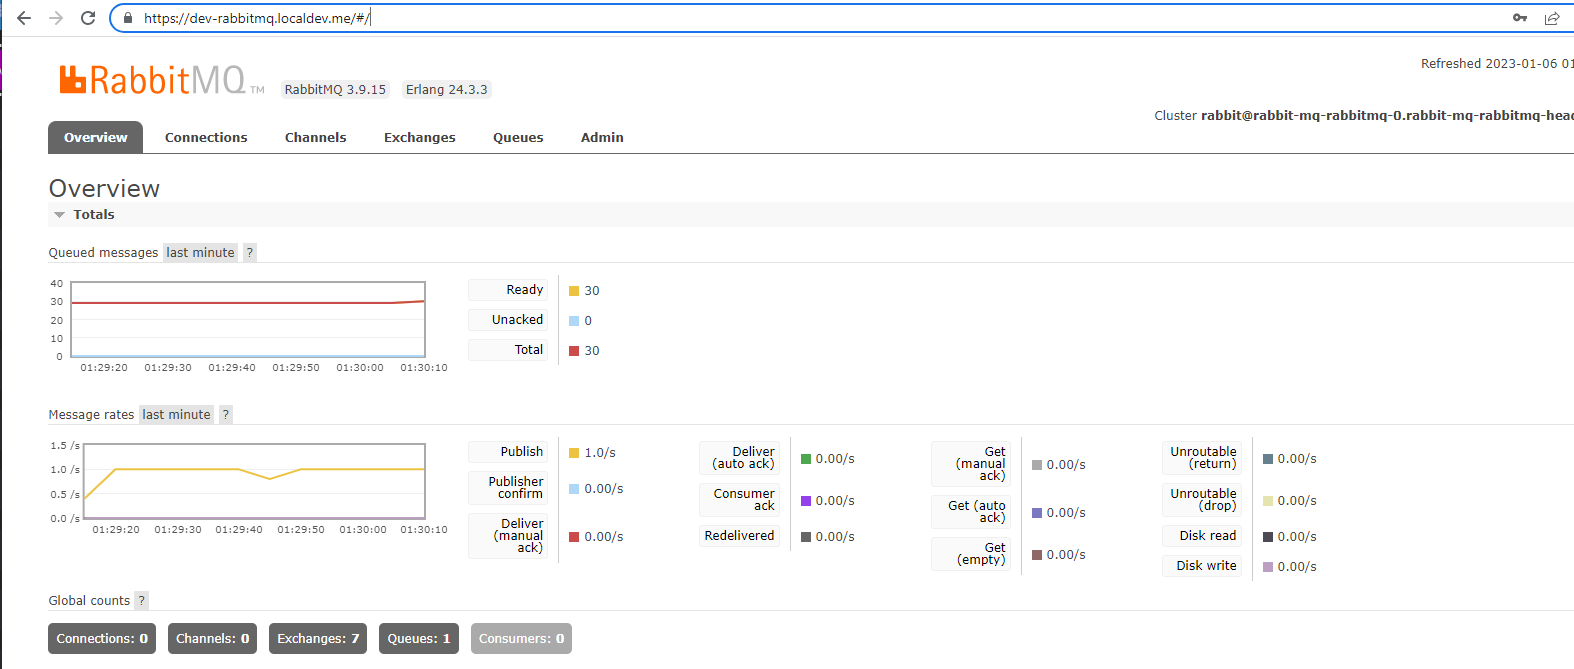 https://dev-rabbitmq.localdev.me/#/
Refreshed 2023-01-06 01
RabbitMQ TM RabbitMQ 3.9.15 Erlang 24.3.3
Cluster rabbit@rabbit-mq-rabbitmq-0.rabbit-mq-rabbitmq-head
Overview Connections Channels Exchanges Queues Admin
Overview
Totals
Queued messages last minute ?
40
30
20
10
0
01:29:20 01:29:30 01:29:40 01:29:50 01:30:00 01:30:10
Ready 30
Unacked 0
Total 30
Message rates last minute ?
1.5 /s
1.0 /s
0.5 /s
0.0 /s
01:29:20 01:29:30 01:29:40 01:29:50 01:30:00 01:30:10
Publish 1.0/s
Publisher
confirm 0.00/s
Deliver
(manual
ack) 0.00/s
Deliver
(auto ack) 0.00/s
Consumer
ack 0.00/s
Redelivered 0.00/s
Get
(manual
ack) 0.00/s
Get (auto
ack) 0.00/s
Get
(empty) 0.00/s
Unroutable
(return) 0.00/s
Unroutable
(drop) 0.00/s
Disk read 0.00/s
Disk write 0.00/s
Global counts ?
Connections: 0 Channels: 0 Exchanges: 7 Queues: 1 Consumers: 0